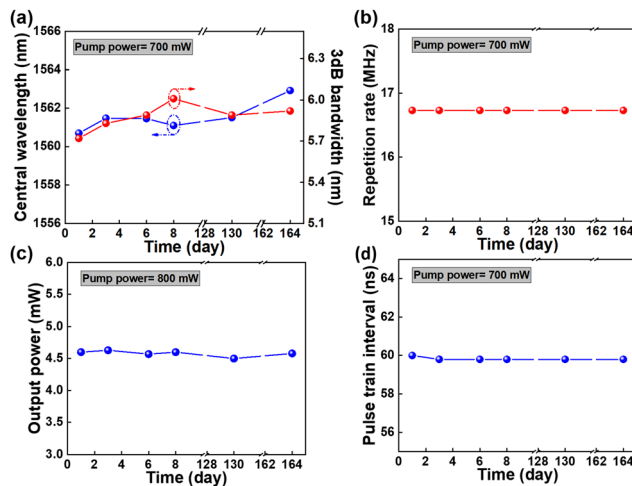 (a)
Pump power= 700 mW
Central wavelength (nm)
1566
1564
1562
1560
1558
1556
3dB bandwidth (nm)
6.3
6.0
5.7
5.4
5.1
0 2 4 6 8 128 130 162 164
Time (day)
(b)
Pump power= 700 mW
Repetition rate (MHz)
18
17
16
15
0 2 4 6 8 128 130 162 164
Time (day)
(c)
Pump power= 800 mW
Output power (mW)
6.0
5.5
5.0
4.5
4.0
3.5
3.0
0 2 4 6 8 128 130 162 164
Time (day)
(d)
Pump power= 700 mW
Pulse train interval (ns)
64
62
60
58
56
0 2 4 6 8 128 130 162 164
Time (day)